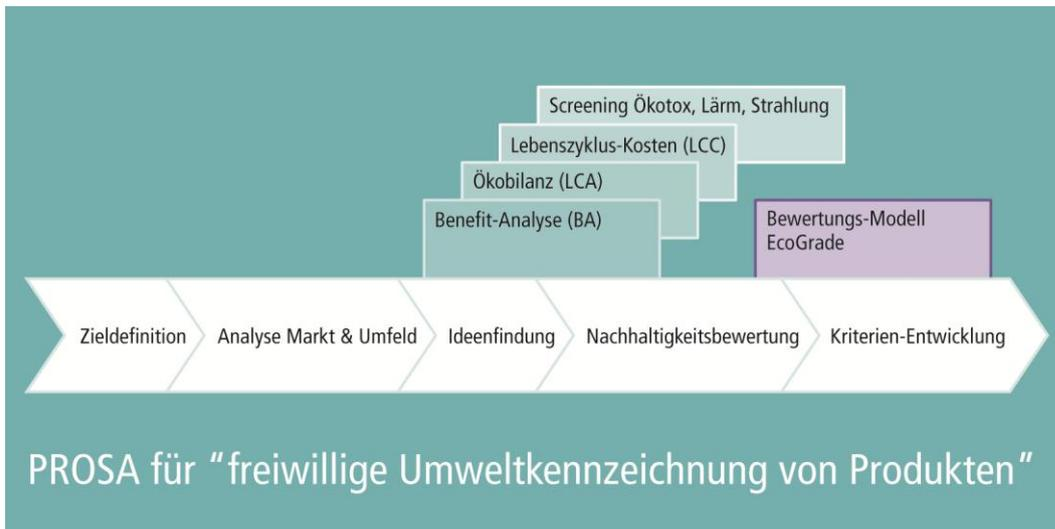 Screening Ökotox, Lärm, Strahlung
Lebenszyklus-Kosten (LCC)
Ökobilanz (LCA)
Benefit-Analyse (BA)
Bewertungs-Modell
EcoGrade
Zieldefinition
Analyse Markt & Umfeld
Ideenfindung
Nachhaltigkeitsbewertung
Kriterien-Entwicklung
PROSA für “freiwillige Umweltkennzeichnung von Produkten”